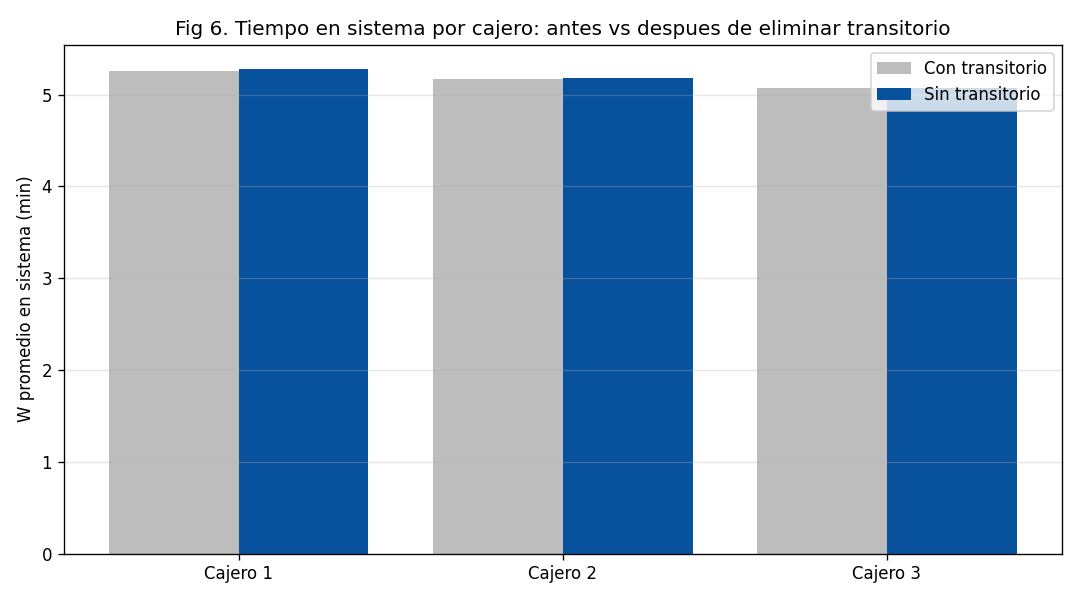 Fig 6. Tiempo en sistema por cajero: antes vs despues de eliminar transitorio
Con transitorio
Sin transitorio
W promedio en sistema (min)
5
4
3
2
1
0
Cajero 1
Cajero 2
Cajero 3